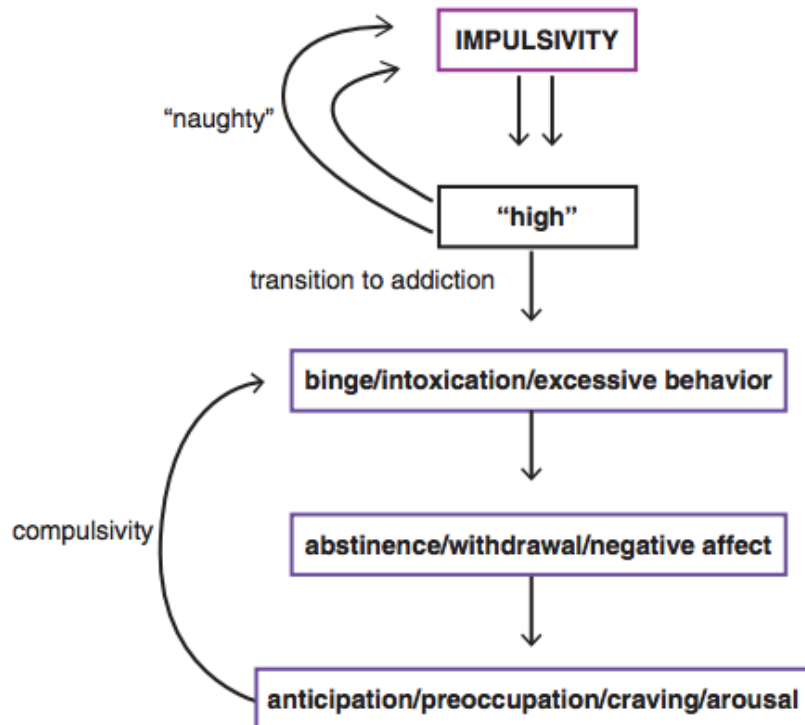 IMPULSIVITY
“naughty”
“high”
transition to addiction
binge/intoxication/excessive behavior
compulsivity
abstinence/withdrawal/negative affect
anticipation/preoccupation/craving/arousal